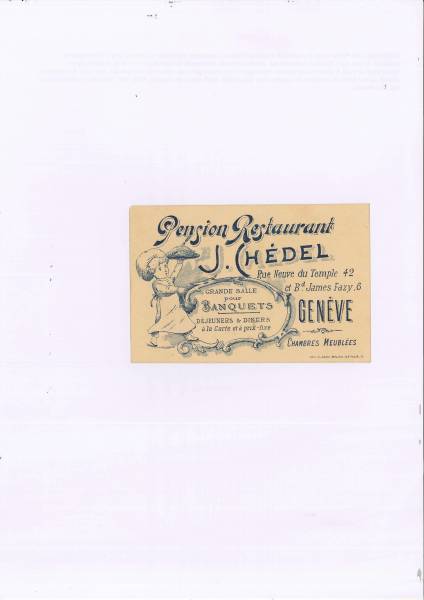 Pension Restaurant
J. CHÉDEL
Rue Neuve du Temple 42
et Bd James Fazy. 6
GRANDE SALLE
pour
BANQUETS
DÉJEUNERS & DINERS
à la Carte et à prix-fixe
GENÈVE
CHAMBRES MEUBLÉES